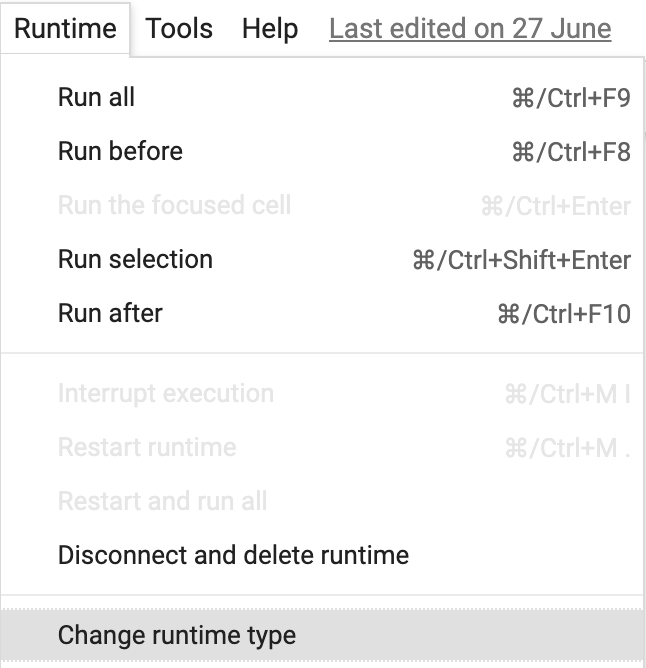 Runtime Tools Help Last edited on 27 June
Run all ⌘/Ctrl+F9
Run before ⌘/Ctrl+F8
Run the focused cell ⌘/Ctrl+Enter
Run selection ⌘/Ctrl+Shift+Enter
Run after ⌘/Ctrl+F10
Interrupt execution ⌘/Ctrl+M I
Restart runtime ⌘/Ctrl+M .
Restart and run all
Disconnect and delete runtime
Change runtime type